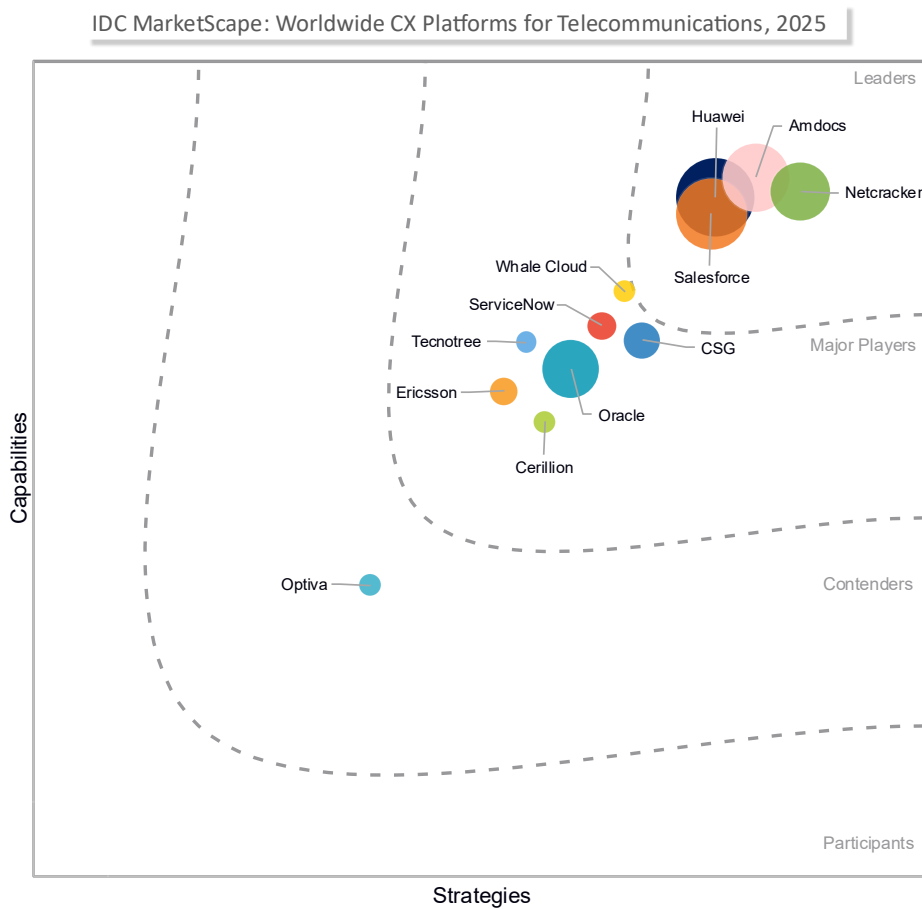 IDC MarketScape: Worldwide CX Platforms for Telecommunications, 2025
Leaders
Huawei
Amdocs
Netcracker
Salesforce
Whale Cloud
ServiceNow
Tecnotree
CSG
Major Players
Ericsson
Oracle
Cerillion
Capabilities
Optiva
Contenders
Participants
Strategies